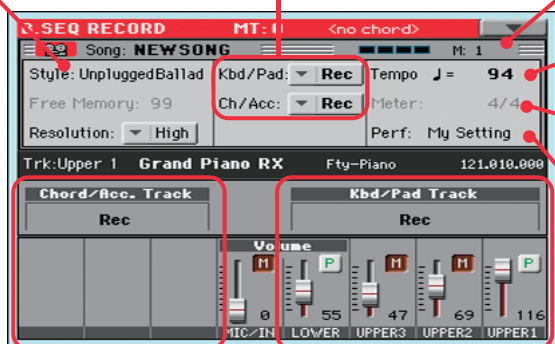 B.SEQ RECORD MT: 0 <no chord>
Song: NEWSONG M: 1
Style: UnpluggedBallad Kbd/Pad: Rec Tempo ♩= 94
Free Memory: 99 Ch/Acc: Rec Meter: 4/4
Resolution: High Perf: My Setting
Trk:Upper 1 Grand Piano RX Fty-Piano 121.010.000
Chord/Acc. Track Kbd/Pad Track
Rec Rec
Volume
M P M M P
0 55 47 69 116
MIC/IN LOWER UPPER3 UPPER2 UPPER1